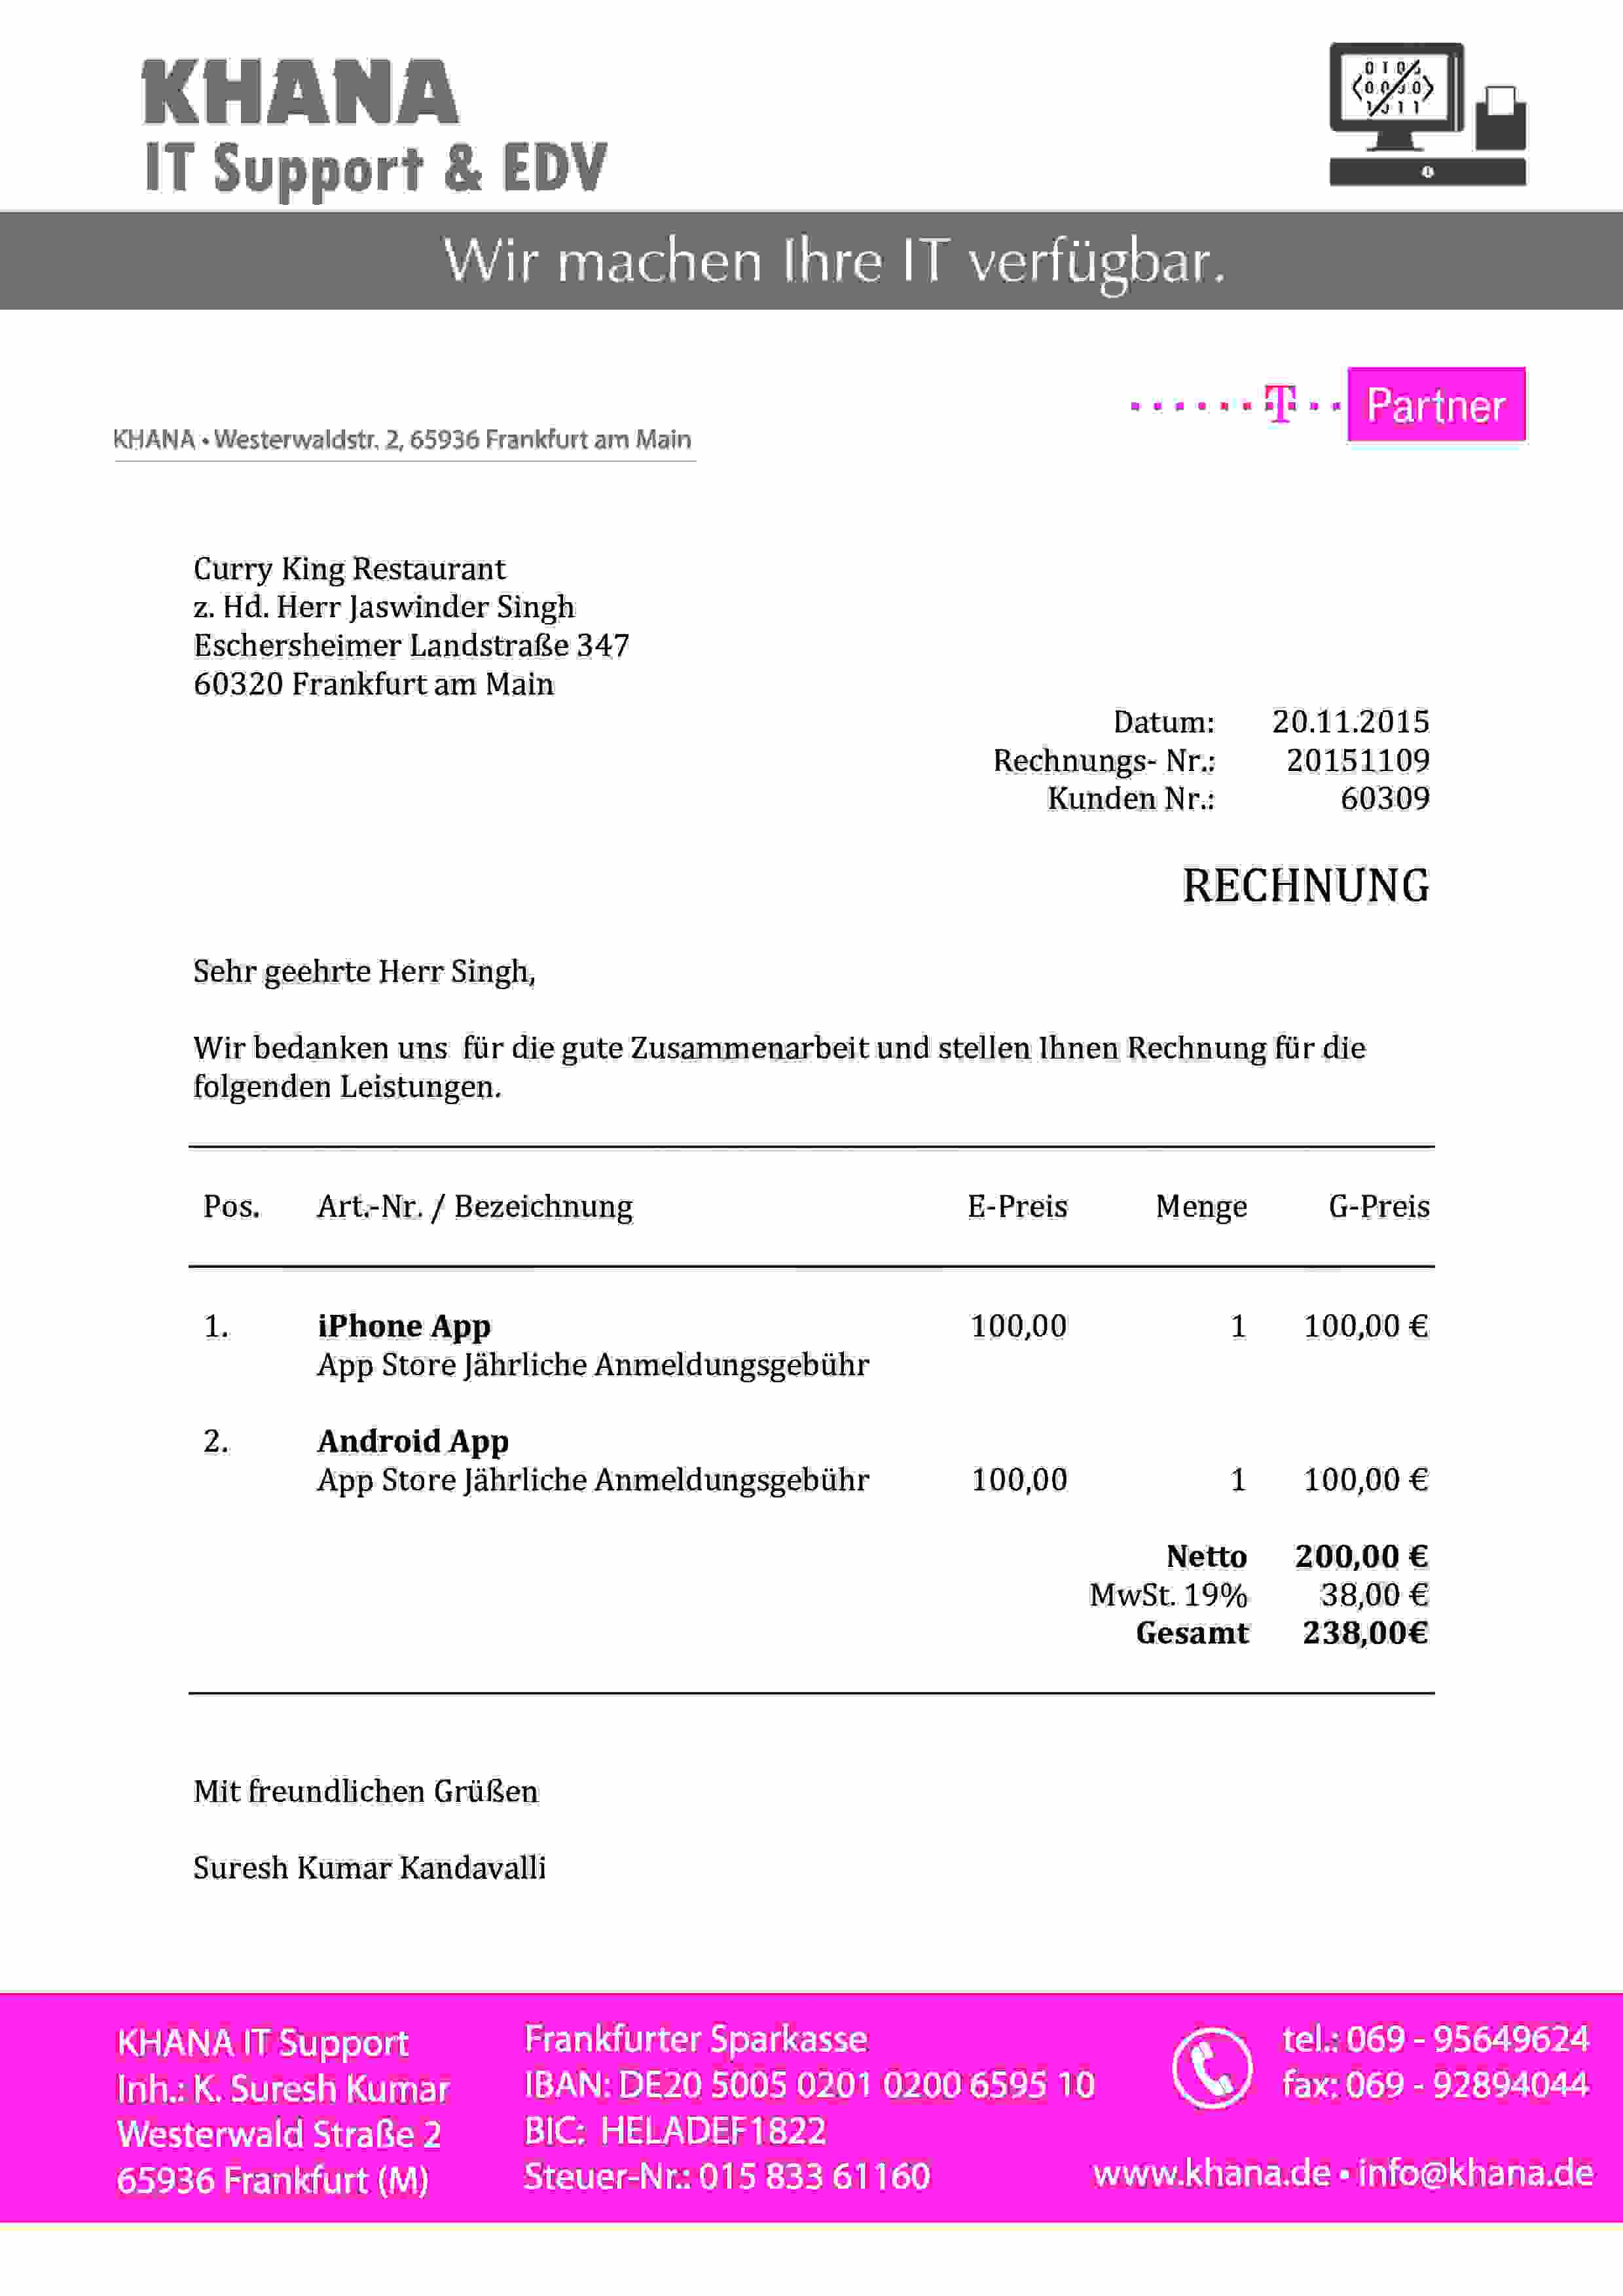 KHANA
IT Support & EDV
Wir machen Ihre IT verfügbar.
T Partner
KHANA • Westerwaldstr. 2, 65936 Frankfurt am Main
Curry King Restaurant
z. Hd. Herr Jaswinder Singh
Eschersheimer Landstraße 347
60320 Frankfurt am Main
Datum: 20.11.2015
Rechnungs- Nr.: 20151109
Kunden Nr.: 60309
RECHNUNG
Sehr geehrte Herr Singh,
Wir bedanken uns für die gute Zusammenarbeit und stellen Ihnen Rechnung für die
folgenden Leistungen.
Pos. Art.-Nr. / Bezeichnung E-Preis Menge G-Preis
1. iPhone App 100,00 1 100,00 €
App Store Jährliche Anmeldungsgebühr
2. Android App
App Store Jährliche Anmeldungsgebühr 100,00 1 100,00 €
Netto 200,00 €
MwSt. 19% 38,00 €
Gesamt 238,00€
Mit freundlichen Grüßen
Suresh Kumar Kandavalli
KHANA IT Support
Inh.: K. Suresh Kumar
Westerwald Straße 2
65936 Frankfurt (M)
Frankfurter Sparkasse
IBAN: DE20 5005 0201 0200 6595 10
BIC: HELADEF1822
Steuer-Nr.: 015 833 61160
tel.: 069 - 95649624
fax: 069 - 92894044
www.khana.de • info@khana.de